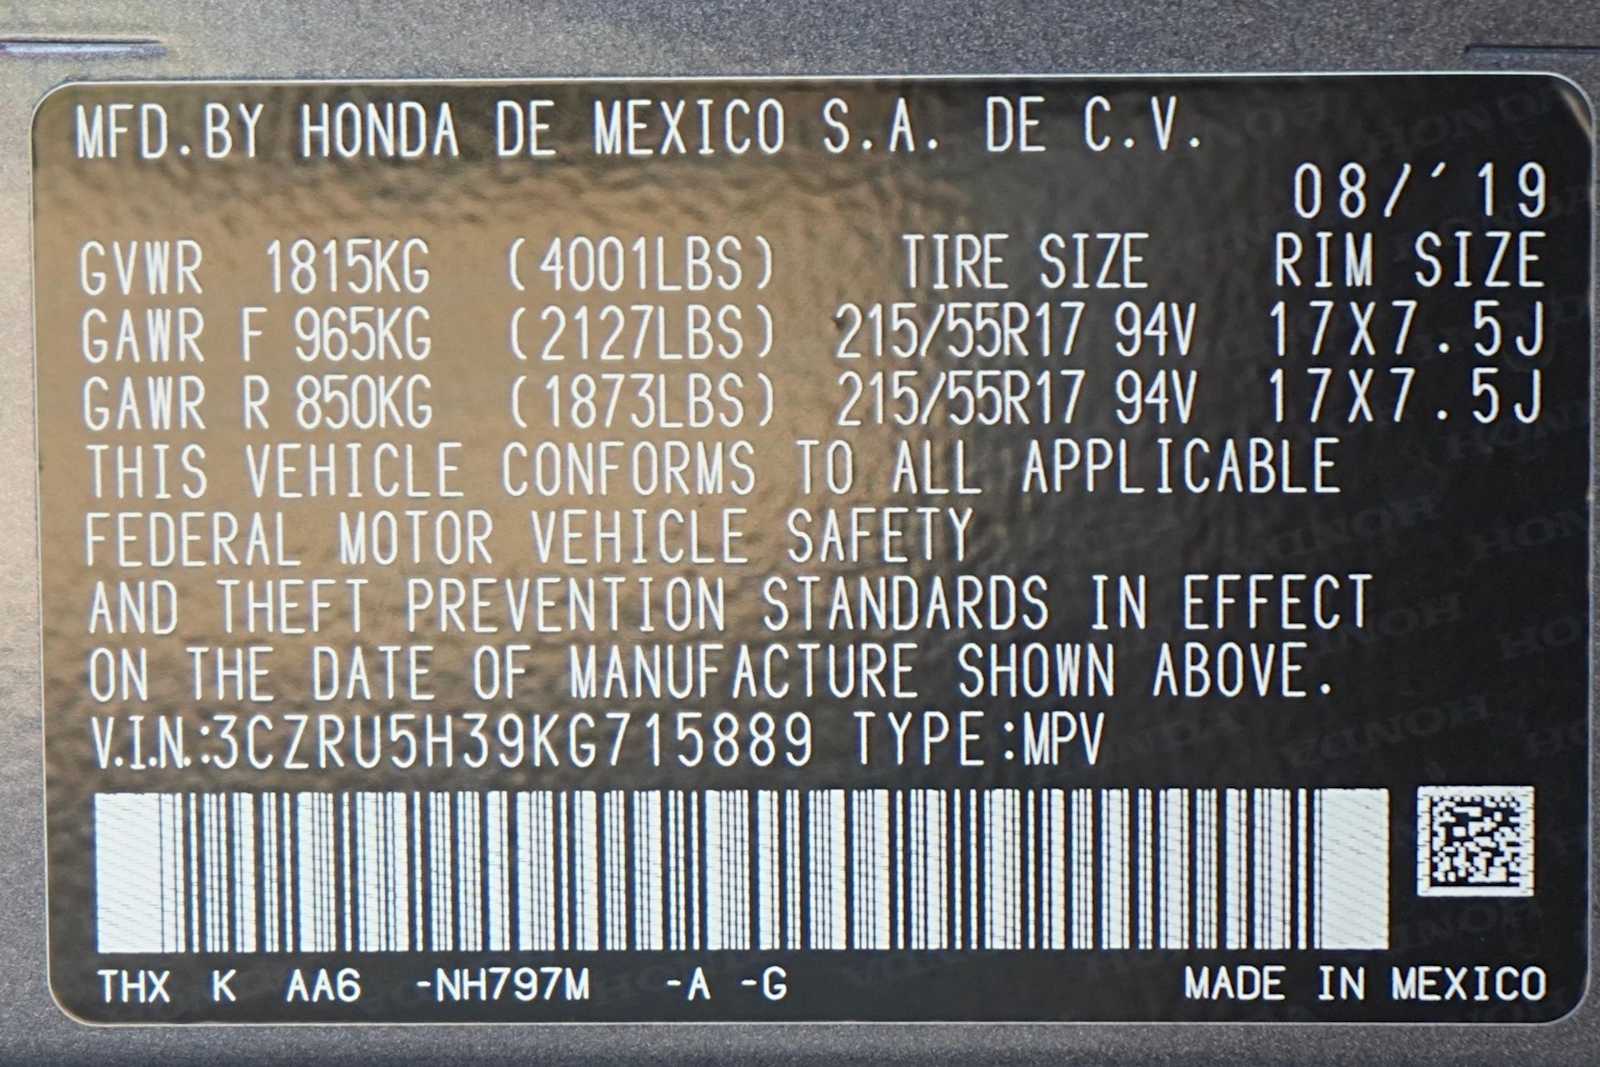 MFD.BY HONDA DE MEXICO S.A. DE C.V.
08/'19
GVWR 1815KG (4001LBS) TIRE SIZE RIM SIZE
GAWR F 965KG (2127LBS) 215/55R17 94V 17X7.5J
GAWR R 850KG (1873LBS) 215/55R17 94V 17X7.5J
THIS VEHICLE CONFORMS TO ALL APPLICABLE
FEDERAL MOTOR VEHICLE SAFETY
AND THEFT PREVENTION STANDARDS IN EFFECT
ON THE DATE OF MANUFACTURE SHOWN ABOVE.
V.I.N.:3CZRU5H39KG715889 TYPE:MPV
THX K AA6 -NH797M -A -G MADE IN MEXICO